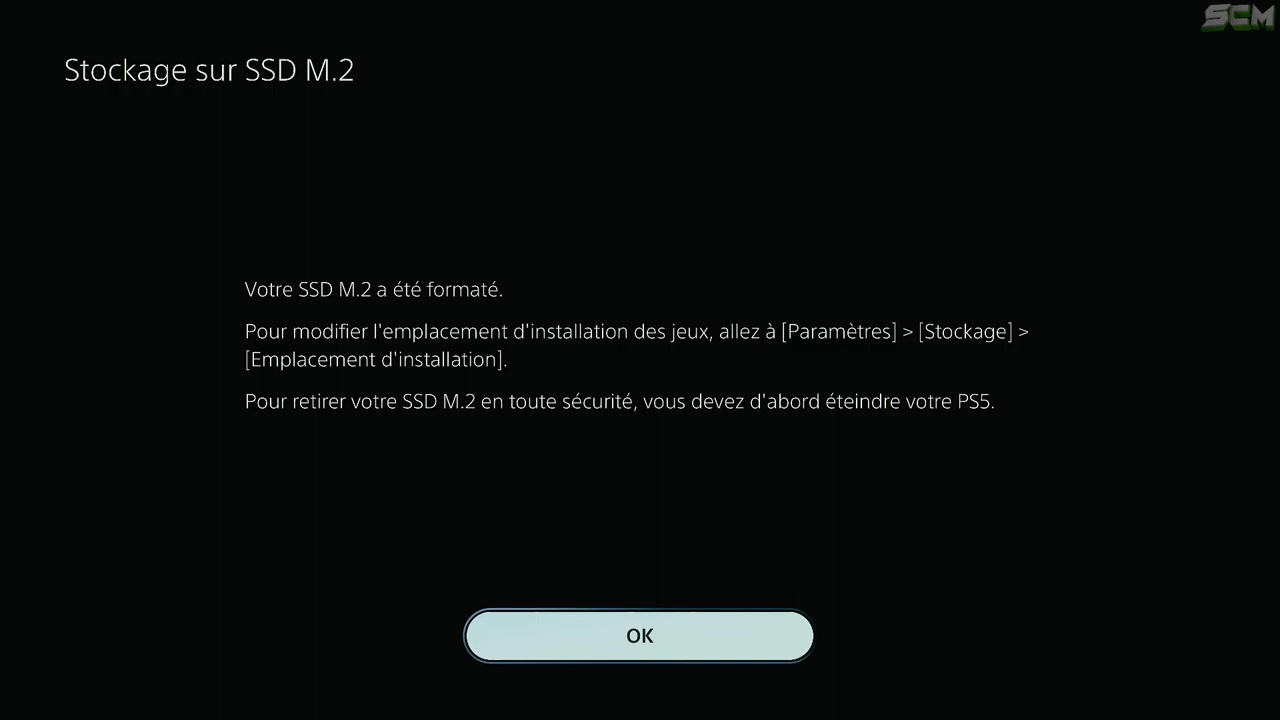 SCM
Stockage sur SSD M.2
Votre SSD M.2 a été formaté.
Pour modifier l'emplacement d'installation des jeux, allez à [Paramètres] > [Stockage] >
[Emplacement d'installation].
Pour retirer votre SSD M.2 en toute sécurité, vous devez d'abord éteindre votre PS5.
OK